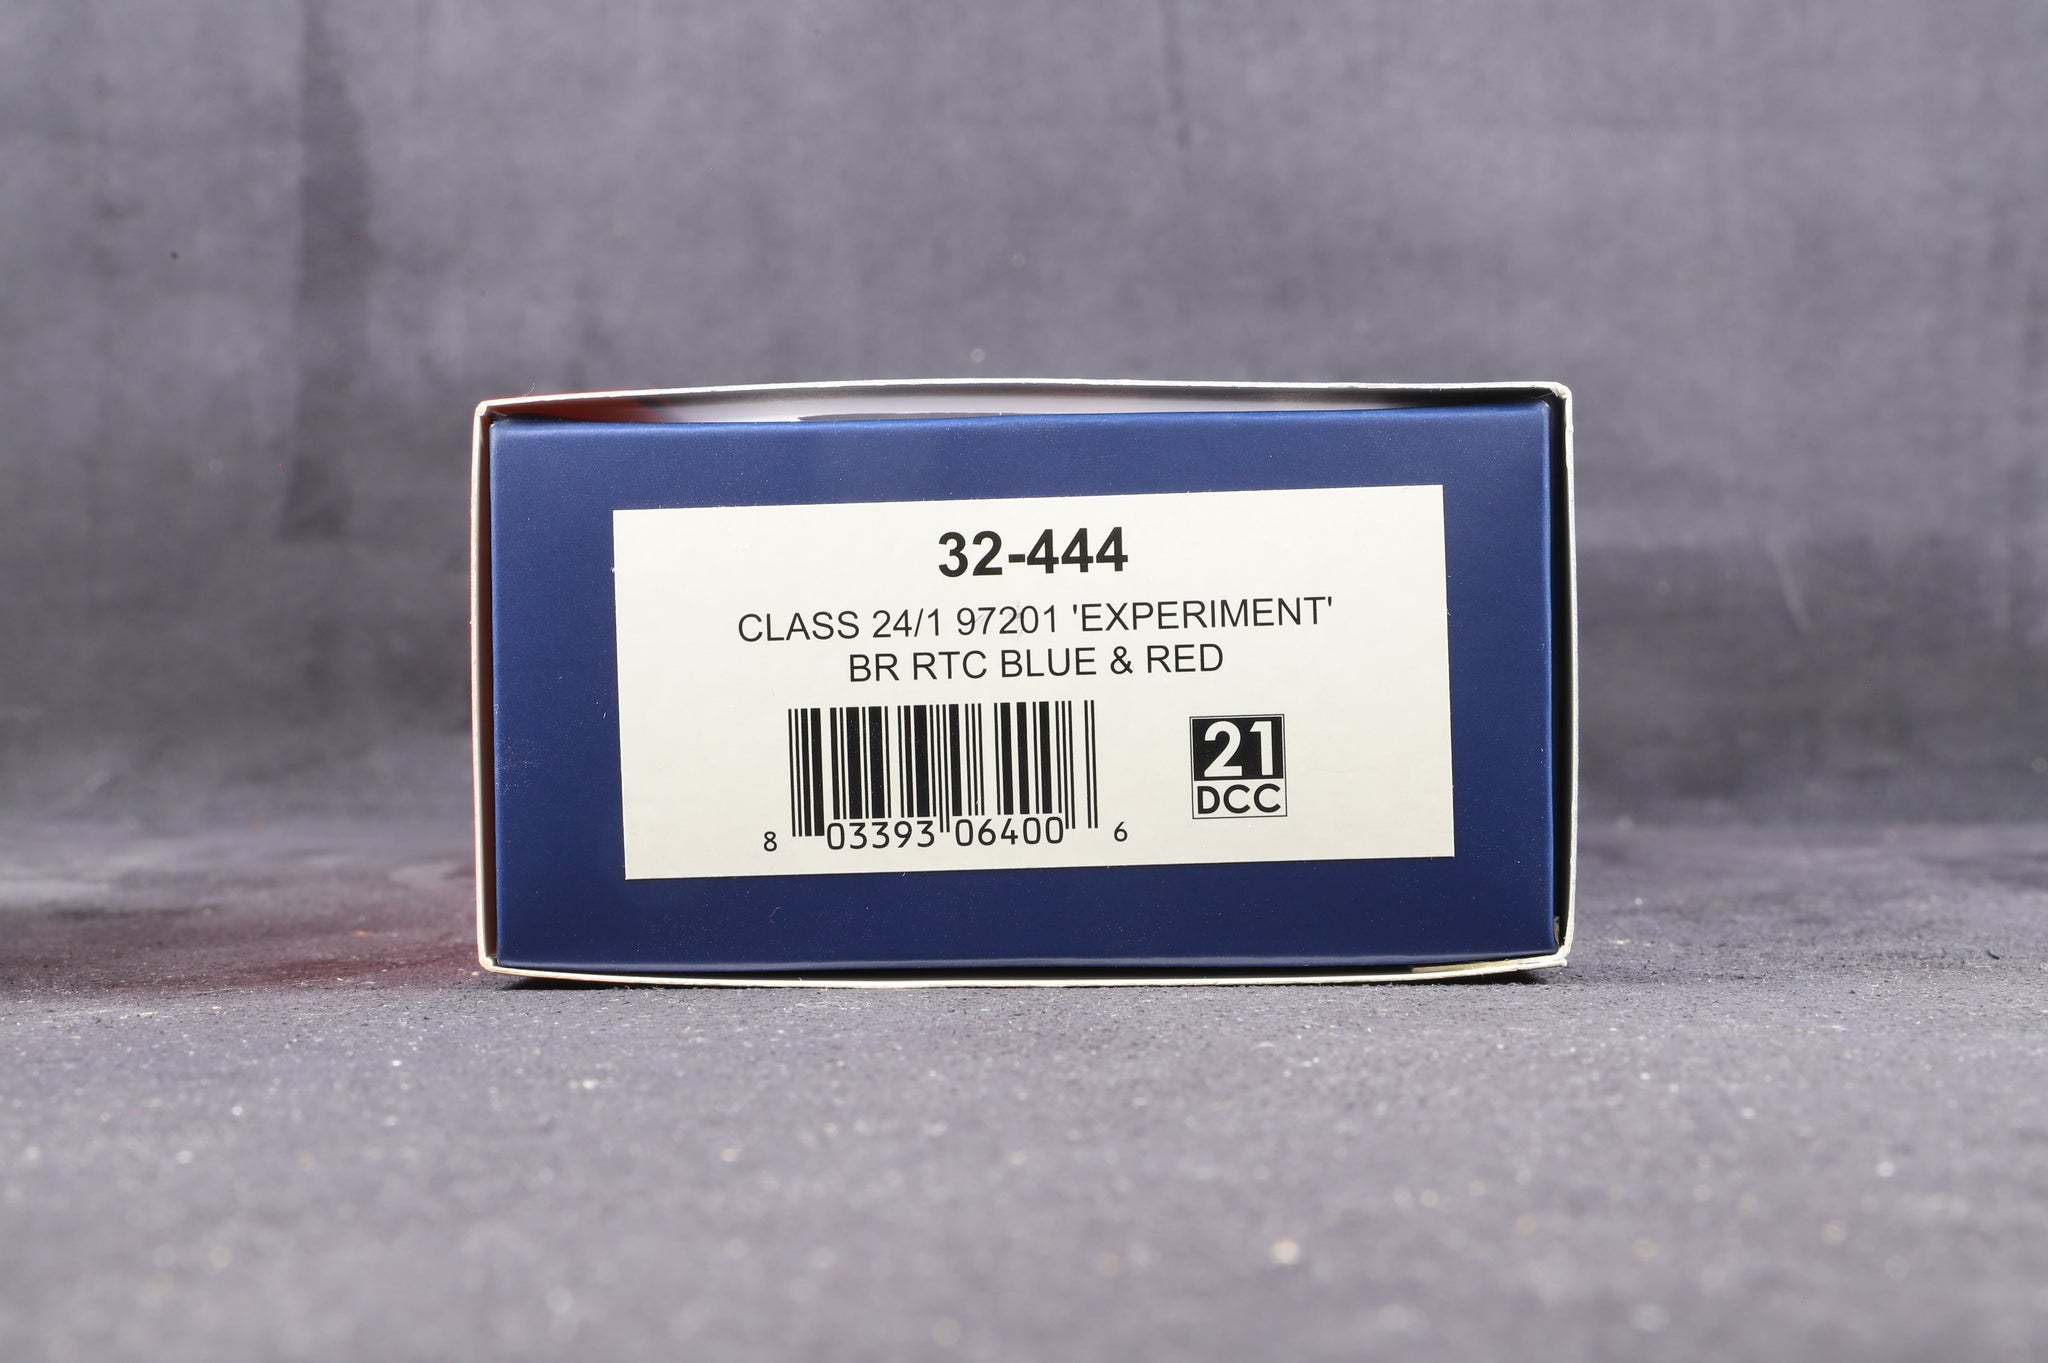 32-444
CLASS 24/1 97201 'EXPERIMENT'
BR RTC BLUE & RED
21
DCC
8 03393 06400 6